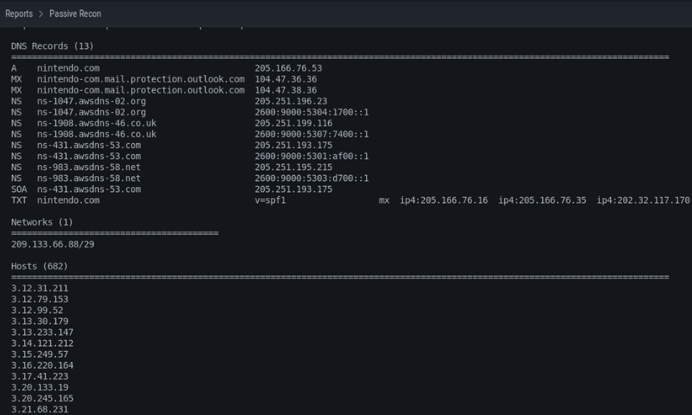 Reports > Passive Recon
DNS Records (13)
A nintendo.com 205.166.76.53
MX nintendo-com.mail.protection.outlook.com 104.47.36.36
MX nintendo-com.mail.protection.outlook.com 104.47.38.36
NS ns-1047.awsdns-02.org 205.251.196.23
NS ns-1047.awsdns-02.org 2600:9000:5304:1700::1
NS ns-1908.awsdns-46.co.uk 205.251.199.116
NS ns-1908.awsdns-46.co.uk 2600:9000:5307:7400::1
NS ns-431.awsdns-53.com 205.251.193.175
NS ns-431.awsdns-53.com 2600:9000:5301:af00::1
NS ns-983.awsdns-58.net 205.251.195.215
NS ns-983.awsdns-58.net 2600:9000:5303:d700::1
SOA ns-431.awsdns-53.com 205.251.193.175
TXT nintendo.com v=spf1 mx ip4:205.166.76.16 ip4:205.166.76.35 ip4:202.32.117.170
Networks (1)
209.133.66.88/29
Hosts (682)
3.12.31.211
3.12.79.153
3.12.99.52
3.13.30.179
3.13.233.147
3.14.121.212
3.15.249.57
3.16.220.164
3.17.41.223
3.20.133.19
3.20.245.165
3.21.68.231